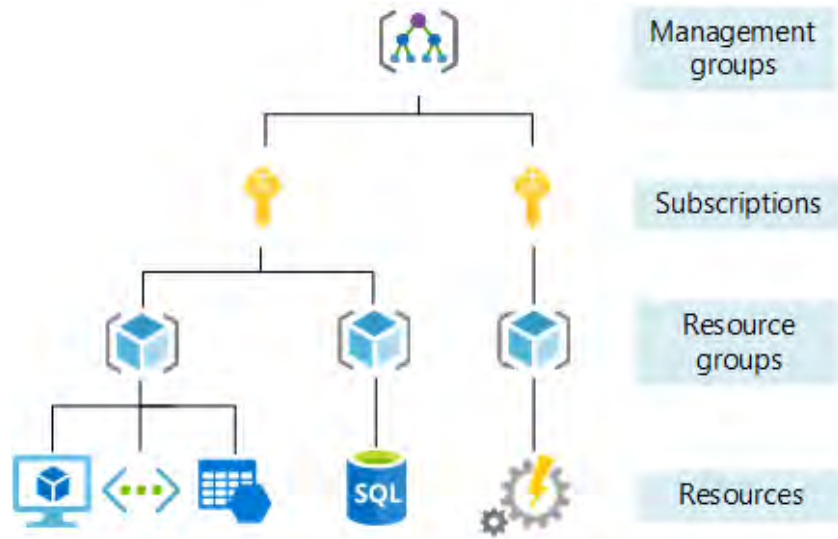 Management
groups
Subscriptions
Resource
groups
SQL
Resources